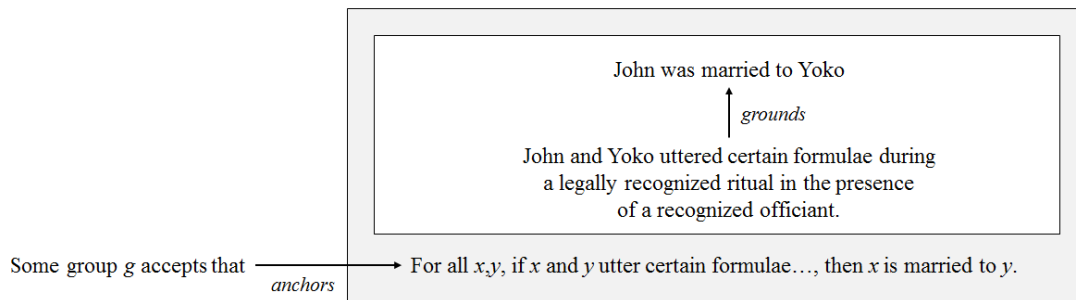 John was married to Yoko
grounds
John and Yoko uttered certain formulae during
a legally recognized ritual in the presence
of a recognized officiant.
Some group g accepts that
anchors
For all x,y, if x and y utter certain formulae…, then x is married to y.